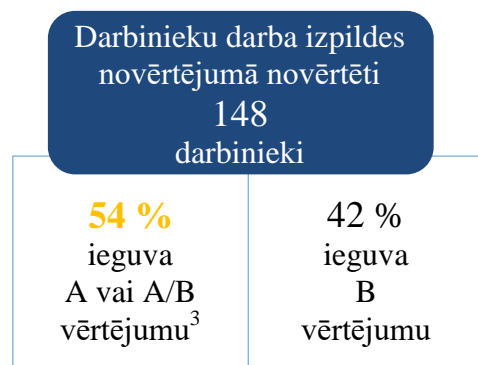 Darbinieku darba izpildes
novērtējumā novērtēti
148
darbinieki
54 %
ieguva
A vai A/B
vērtējumu³
42 %
ieguva
B
vērtējumu